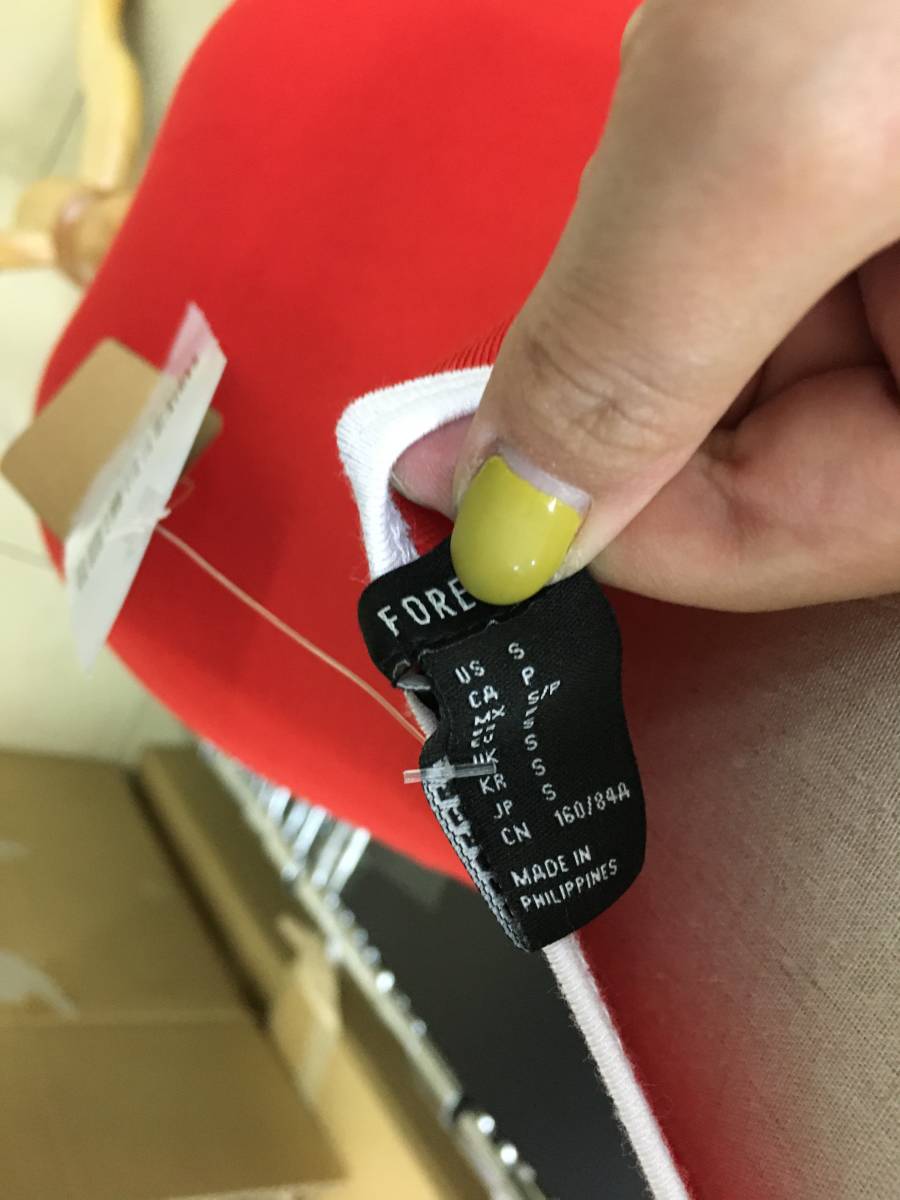 FORE
US S
CA P
MX S/P
S
UK S
KR S
JP S
CN 160/84A
MADE IN
PHILIPPINES